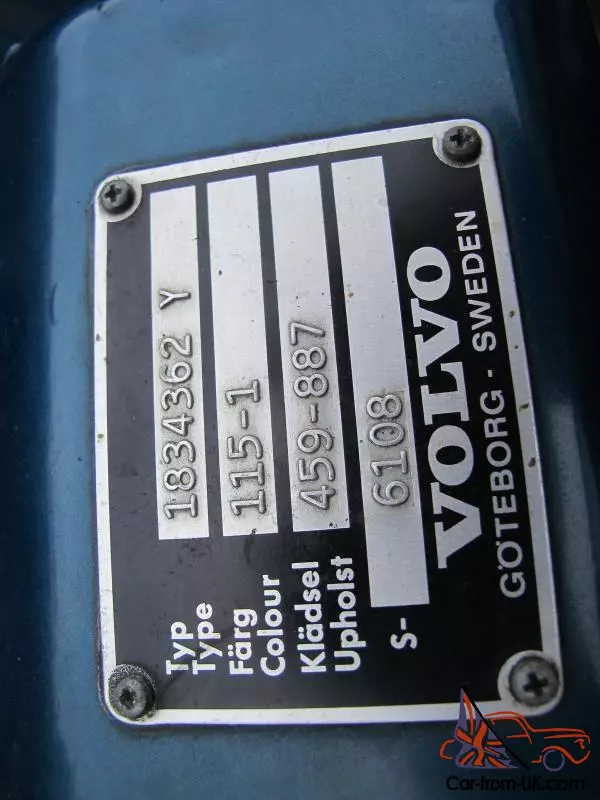 Typ
Type 1834362 Y
Färg
Colour 115-1
Klädsel
Upholst 459-887
S- 6108
VOLVO
GÖTEBORG · SWEDEN
Car-from-UK.com